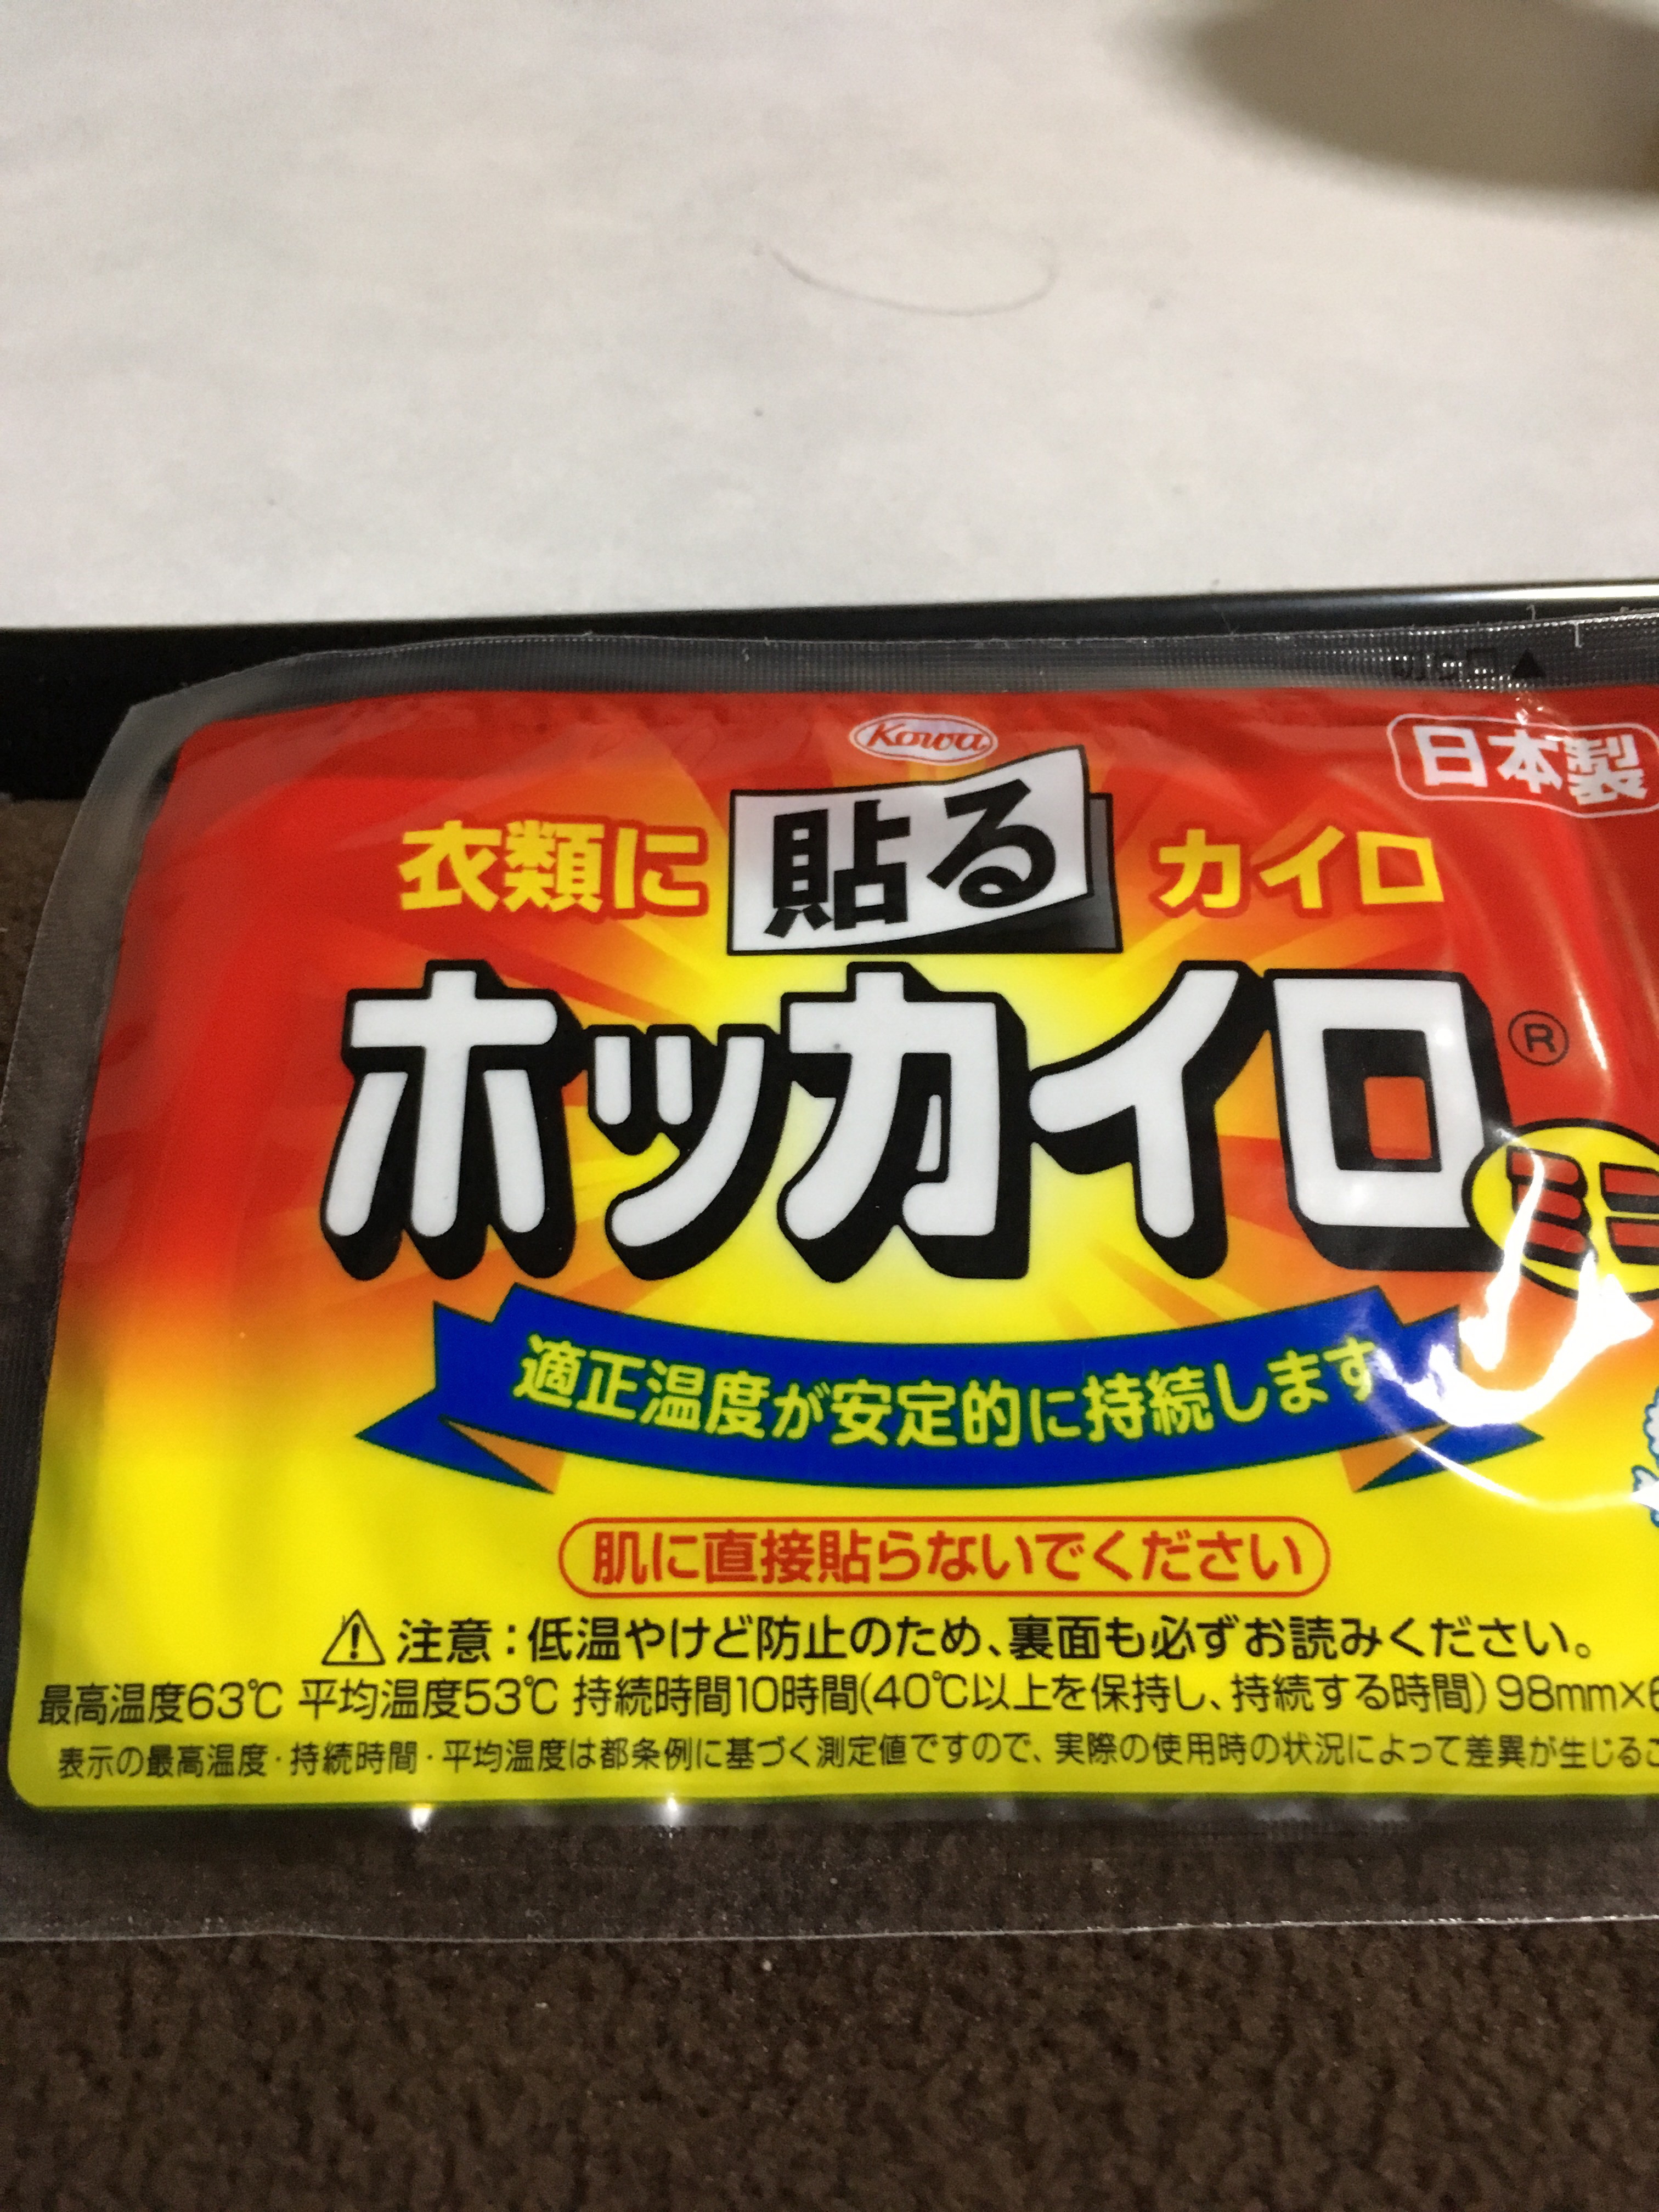 切り口▲
Kowa
日本製
衣類に 貼る カイロ
ホッカイロ®
ミニ
適正温度が安定的に持続します
肌に直接貼らないでください
⚠注意:低温やけど防止のため、裏面も必ずお読みください。
最高温度63℃ 平均温度53℃ 持続時間10時間(40℃以上を保持し、持続する時間) 98mm×6
表示の最高温度・持続時間・平均温度は都条例に基づく測定値ですので、実際の使用時の状況によって差異が生じるこ